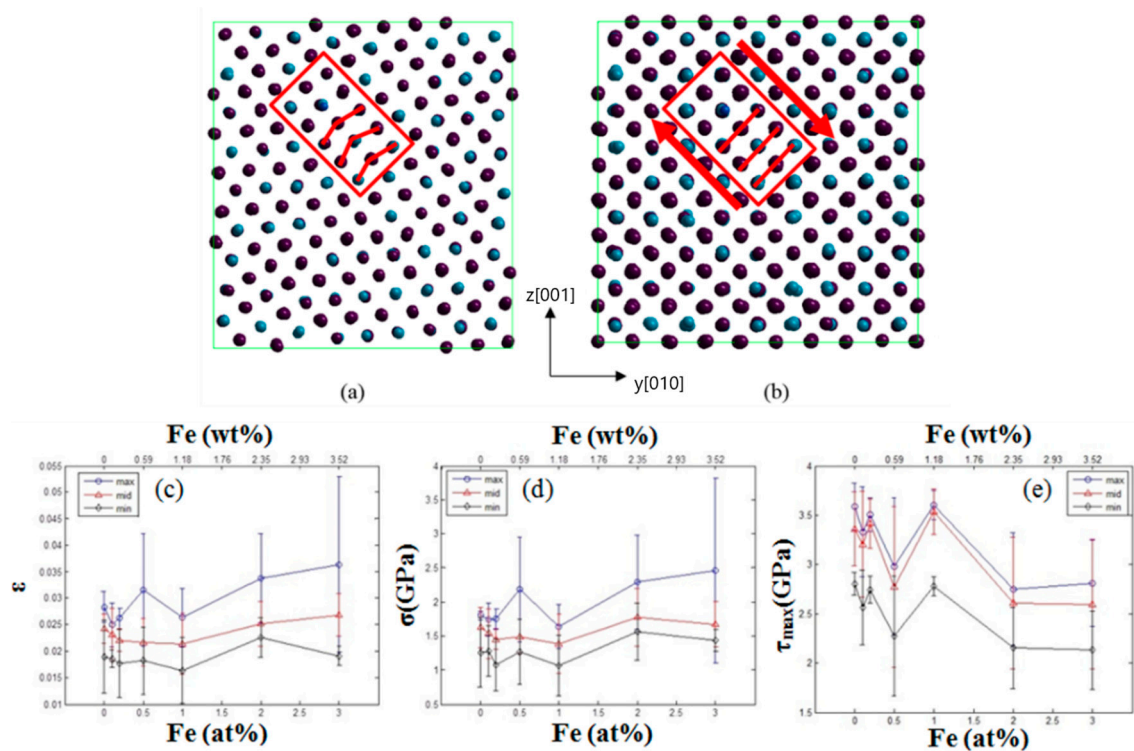 z[001]
y[010]
(a)
(b)
Fe (wt%)
0 0.59 1.18 1.76 2.35 2.93 3.52
0.055
0.05
0.045
0.04
0.035
0.03
0.025
0.02
0.015
0.01
ε
max
mid
min
(c)
0 0.5 1 1.5 2 2.5 3
Fe (at%)
Fe (wt%)
0 0.59 1.18 1.76 2.35 2.93 3.52
4
3.5
3
2.5
2
1.5
1
0.5
σ(GPa)
max
mid
min
(d)
0 0.5 1 1.5 2 2.5 3
Fe (at%)
Fe (wt%)
0 0.59 1.18 1.76 2.35 2.93 3.52
4
3.5
3
2.5
2
1.5
τmax(GPa)
max
mid
min
(e)
0 0.5 1 1.5 2 2.5 3
Fe (at%)